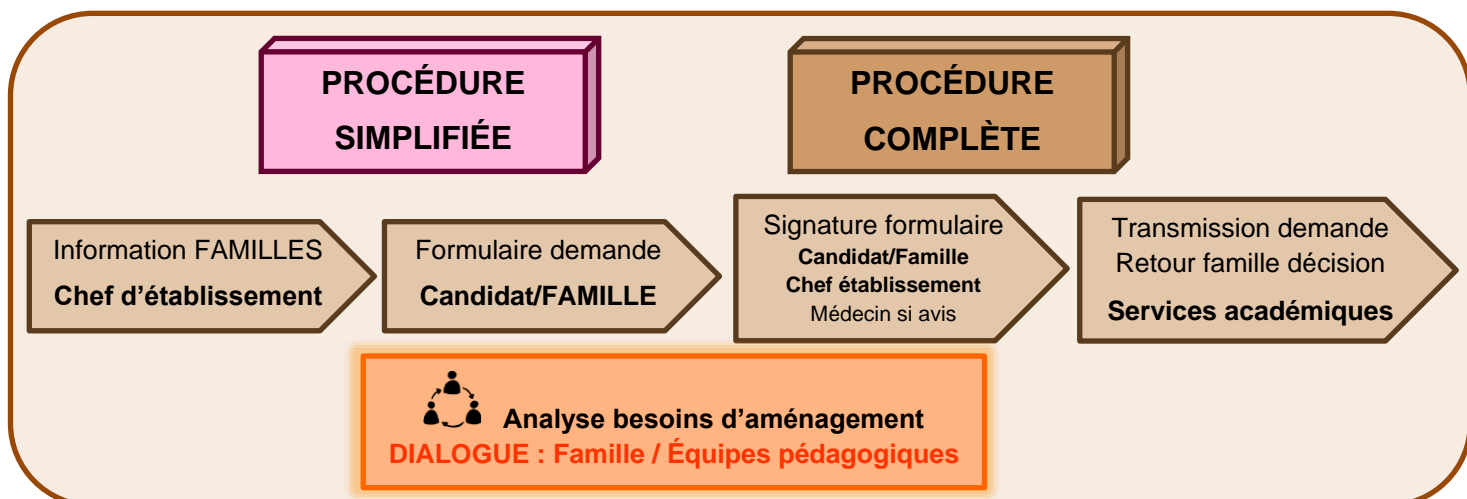 PROCÉDURE
SIMPLIFIÉE
PROCÉDURE
COMPLÈTE
Information FAMILLES
Chef d’établissement
Formulaire demande
Candidat/FAMILLE
Signature formulaire
Candidat/Famille
Chef établissement
Médecin si avis
Transmission demande
Retour famille décision
Services académiques
Analyse besoins d’aménagement
DIALOGUE : Famille / Équipes pédagogiques